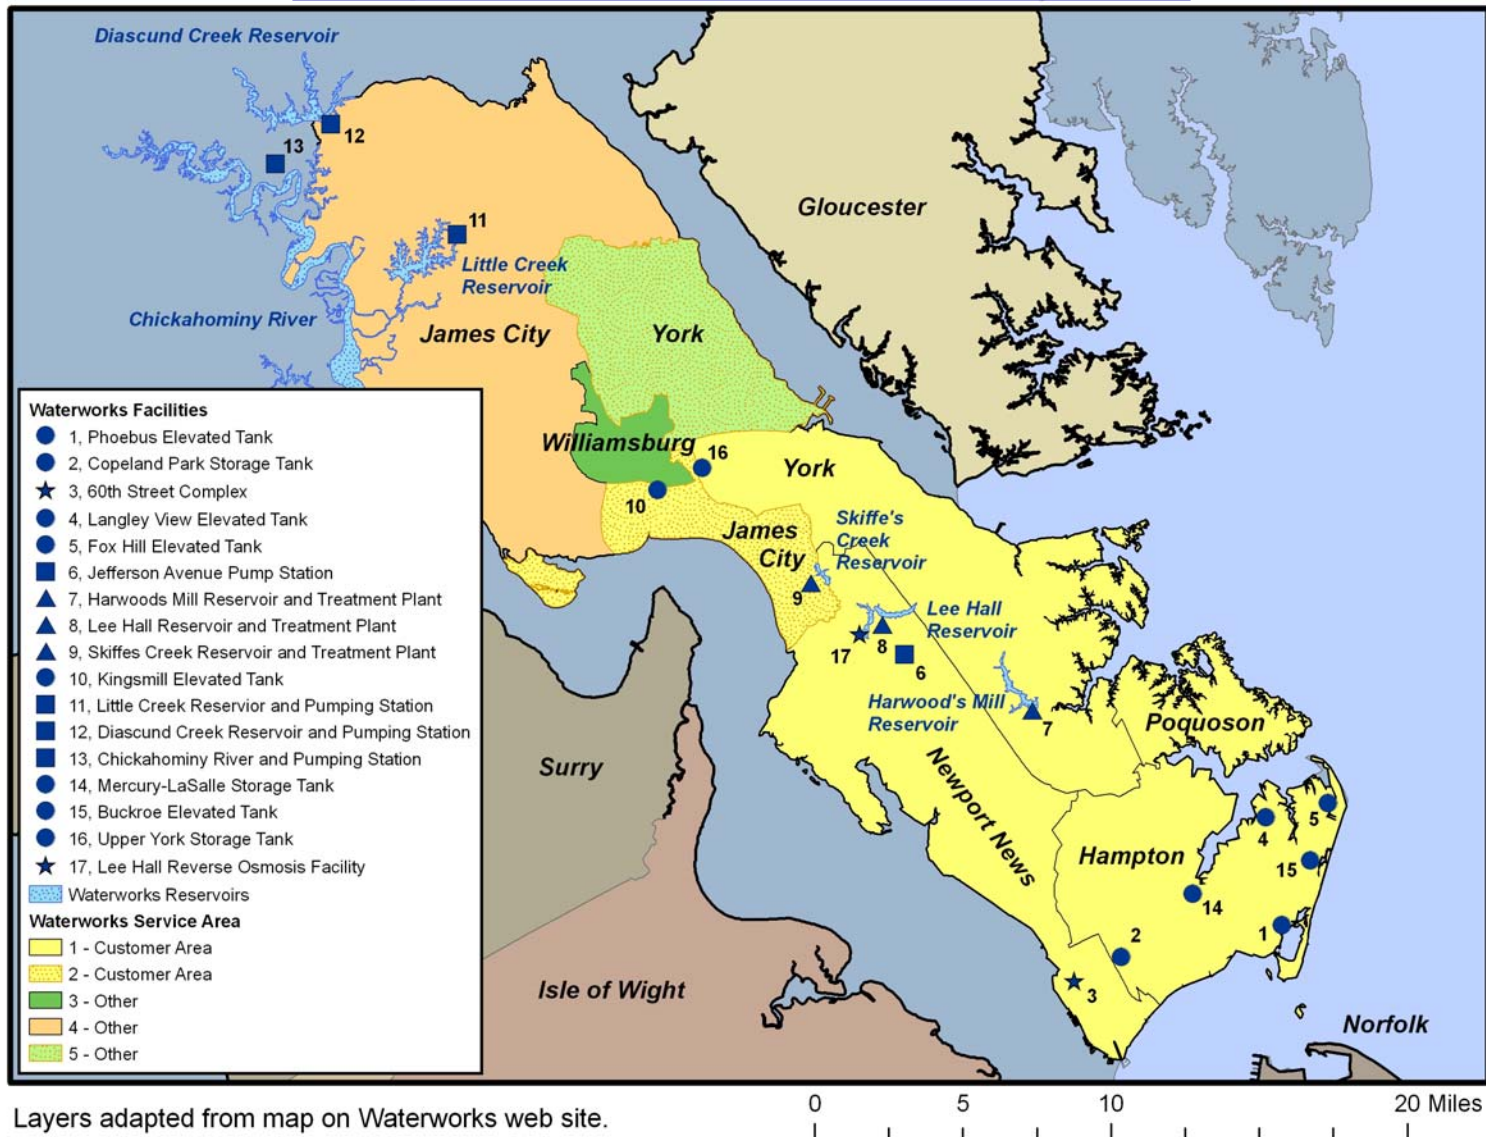 Diascund Creek Reservoir
13
12
Gloucester
11
Little Creek
Reservoir
Chickahominy River
James City
York
Waterworks Facilities
1, Phoebus Elevated Tank
2, Copeland Park Storage Tank
3, 60th Street Complex
4, Langley View Elevated Tank
5, Fox Hill Elevated Tank
6, Jefferson Avenue Pump Station
7, Harwoods Mill Reservoir and Treatment Plant
8, Lee Hall Reservoir and Treatment Plant
9, Skiffes Creek Reservoir and Treatment Plant
10, Kingsmill Elevated Tank
11, Little Creek Reservior and Pumping Station
12, Diascund Creek Reservoir and Pumping Station
13, Chickahominy River and Pumping Station
14, Mercury-LaSalle Storage Tank
15, Buckroe Elevated Tank
16, Upper York Storage Tank
17, Lee Hall Reverse Osmosis Facility
Waterworks Reservoirs
Waterworks Service Area
1 - Customer Area
2 - Customer Area
3 - Other
4 - Other
5 - Other
Williamsburg
16
York
10
James
City
Skiffe's
Creek
Reservoir
9
Lee Hall
Reservoir
17
8
6
Harwood's Mill
Reservoir
7
Poquoson
Surry
Newport News
Hampton
4
5
15
14
1
2
3
Isle of Wight
Norfolk
Layers adapted from map on Waterworks web site.
0 5 10 20 Miles